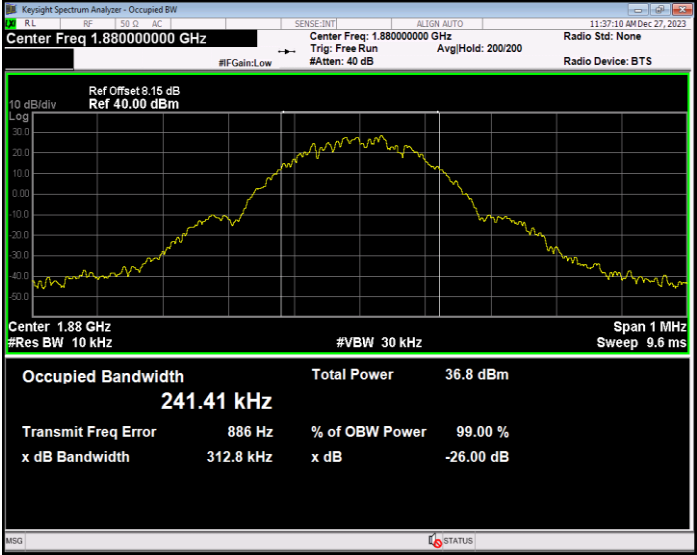 Keysight Spectrum Analyzer - Occupied BW
RL RF 50 Ω AC SENSE:INT ALIGN AUTO 11:37:10 AM Dec 27, 2023
Center Freq 1.880000000 GHz Center Freq: 1.880000000 GHz Radio Std: None
Trig: Free Run Avg|Hold: 200/200
#IFGain:Low #Atten: 40 dB Radio Device: BTS
Ref Offset 8.15 dB
10 dB/div Ref 40.00 dBm
Log
30.0
20.0
10.0
0.00
-10.0
-20.0
-30.0
-40.0
-50.0
Center 1.88 GHz Span 1 MHz
#Res BW 10 kHz #VBW 30 kHz Sweep 9.6 ms
Occupied Bandwidth Total Power 36.8 dBm
241.41 kHz
Transmit Freq Error 886 Hz % of OBW Power 99.00 %
x dB Bandwidth 312.8 kHz x dB -26.00 dB
MSG STATUS